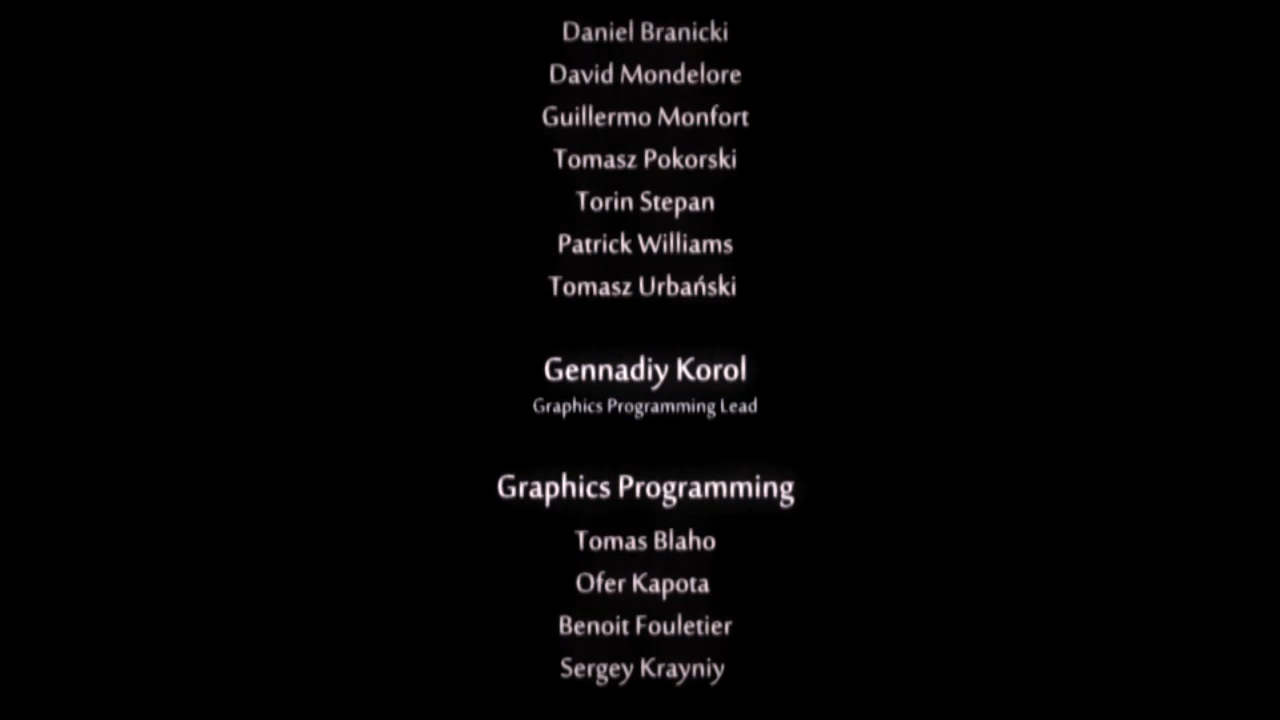 Daniel Branicki
David Mondelore
Guillermo Monfort
Tomasz Pokorski
Torin Stepan
Patrick Williams
Tomasz Urbański
Gennadiy Korol
Graphics Programming Lead
Graphics Programming
Tomas Blaho
Ofer Kapota
Benoit Fouletier
Sergey Krayniy